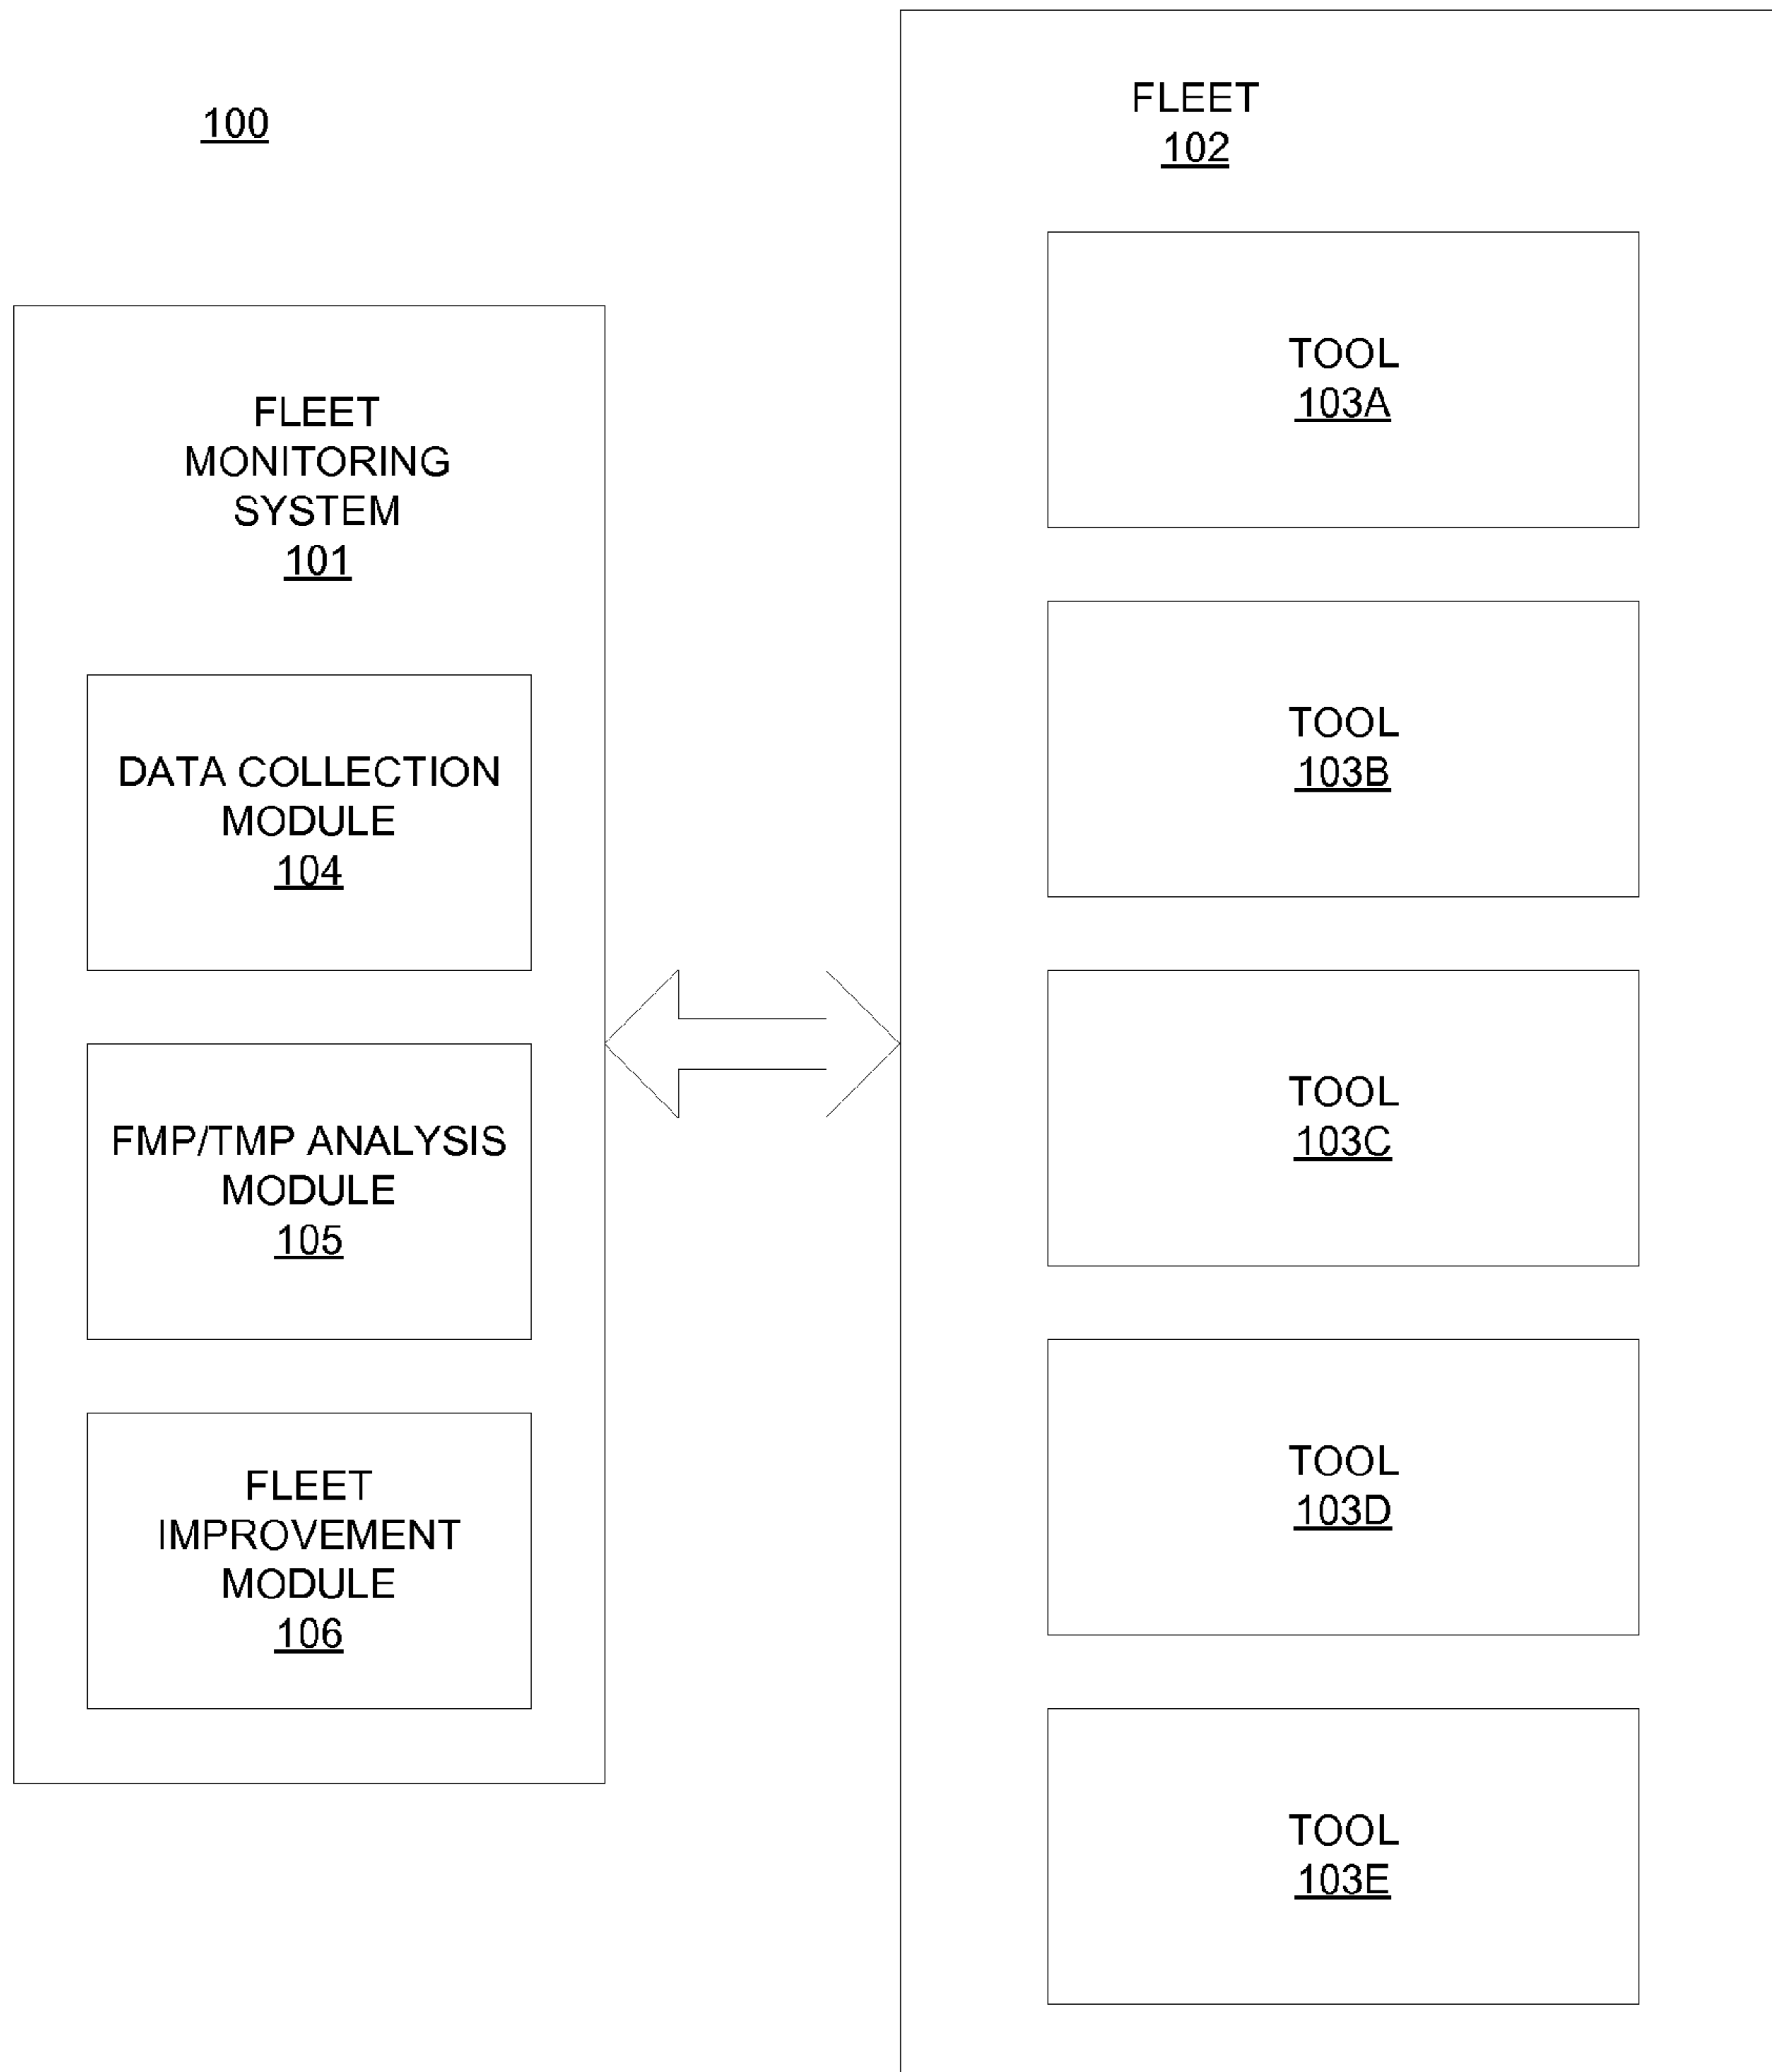 100
FLEET
MONITORING
SYSTEM
101
DATA COLLECTION
MODULE
104
FMP/TMP ANALYSIS
MODULE
105
FLEET
IMPROVEMENT
MODULE
106
FLEET
102
TOOL
103A
TOOL
103B
TOOL
103C
TOOL
103D
TOOL
103E